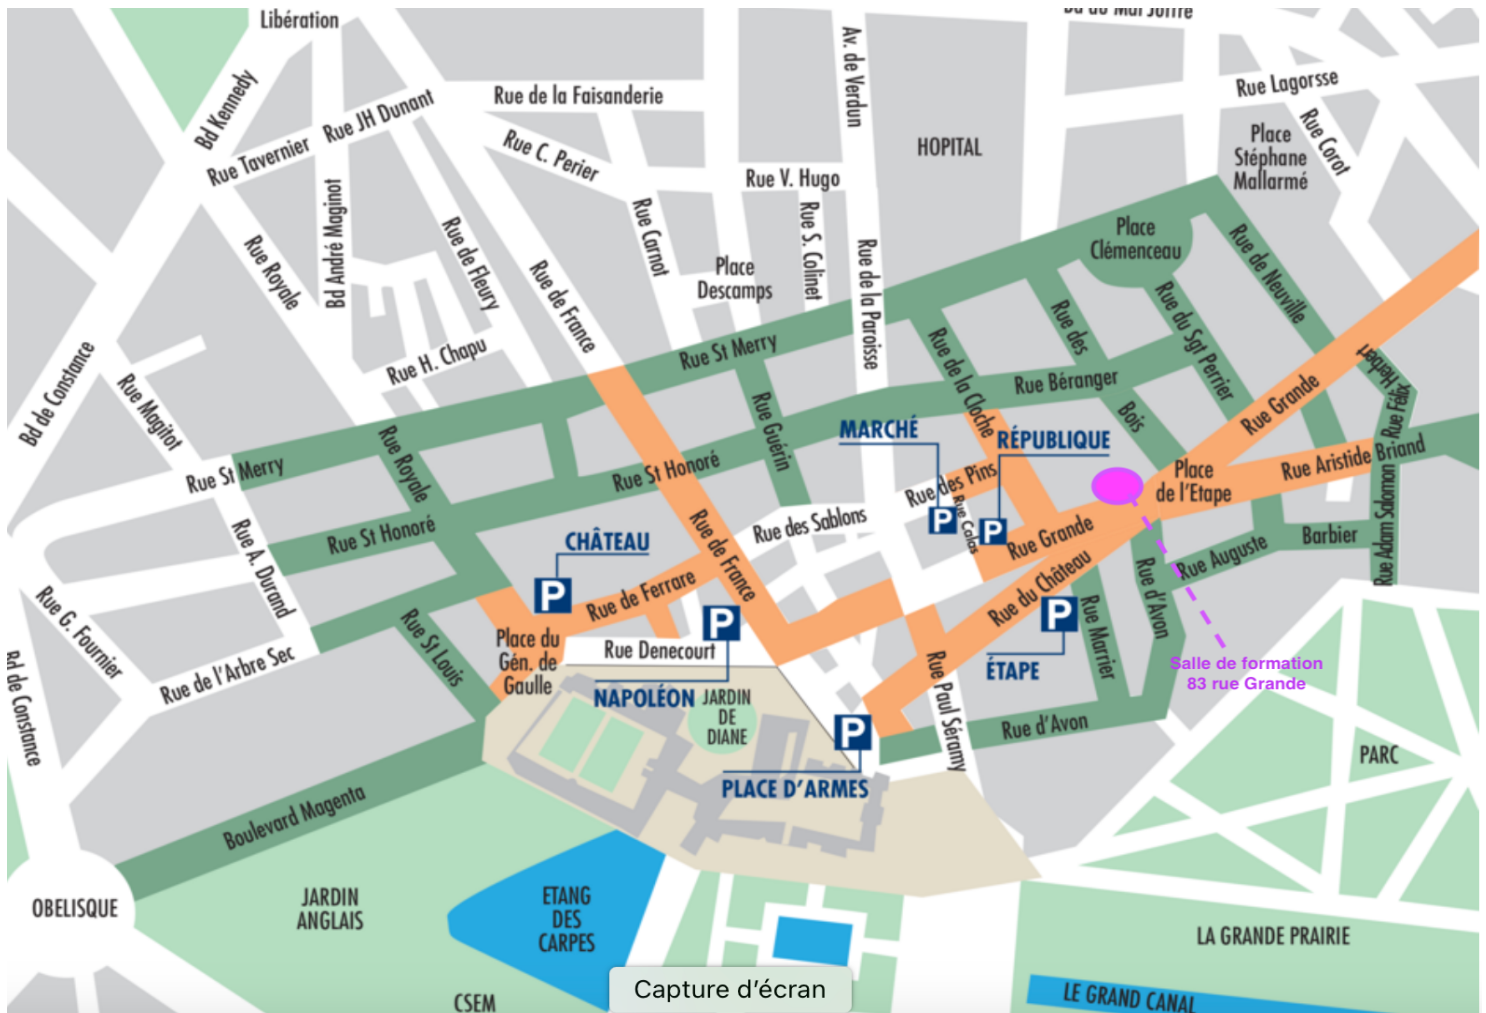 Libération
Bd du Mal Joffre
Bd Kennedy
Rue Tavernier
Rue JH Dunant
Rue de la Faisanderie
Rue C. Perier
Av. de Verdun
HOPITAL
Rue Lagorsse
Rue Corot
Place
Stéphane
Mallarmé
Rue V. Hugo
Rue S. Colinet
Rue Carnot
Place
Descamps
Rue de la Paroisse
Place
Clémenceau
Rue de Neuville
Rue Royale
Bd André Maginot
Rue de Fleury
Rue de France
Rue H. Chapu
Bd de Constance
Rue Magitot
Rue St Merry
Rue St Merry
Rue Guérin
Rue de la Cloche
Rue des
Bois
Rue du Sgt Perrier
Rue Béranger
Rue Grande
Hebert
Rue Félix
Rue Royale
Rue St Honoré
Rue St Honoré
MARCHÉ
RÉPUBLIQUE
Rue des Pins
Rue Calas
P
P
Rue des Sablons
Rue Grande
Place
de l'Etape
Rue Aristide Briand
Rue Adam Salomon
Barbier
Rue Auguste
Rue d'Avon
Rue du Château
Rue A. Durand
CHÂTEAU
P
Rue de Ferrare
Rue de France
Rue G. Fournier
Rue de l'Arbre Sec
Rue St Louis
Place du
Gén. de
Gaulle
Rue Denecourt
P
NAPOLÉON
JARDIN
DE
DIANE
P
PLACE D'ARMES
P
ÉTAPE
Rue Marrier
Rue Paul Séramy
Rue d'Avon
Salle de formation
83 rue Grande
PARC
Bd de Constance
Boulevard Magenta
OBELISQUE
JARDIN
ANGLAIS
ETANG
DES
CARPES
CSEM
LA GRANDE PRAIRIE
LE GRAND CANAL
Capture d'écran